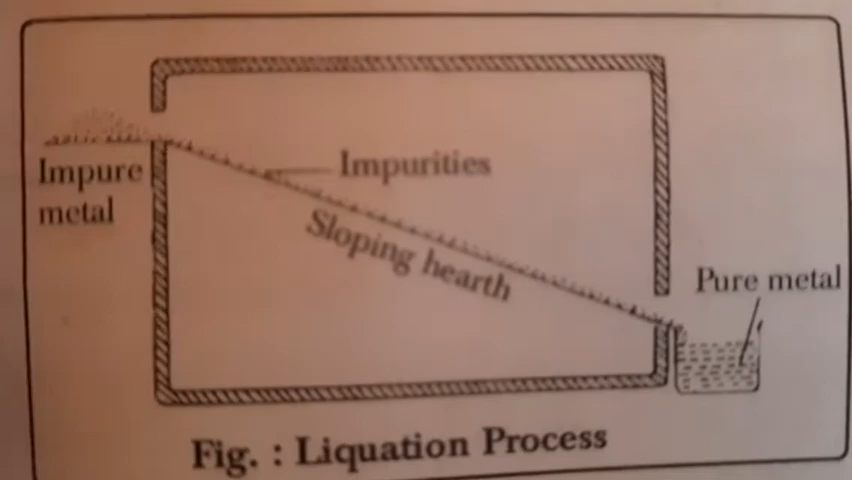 Impure
metal
Impurities
Sloping hearth
Pure metal
Fig. : Liquation Process